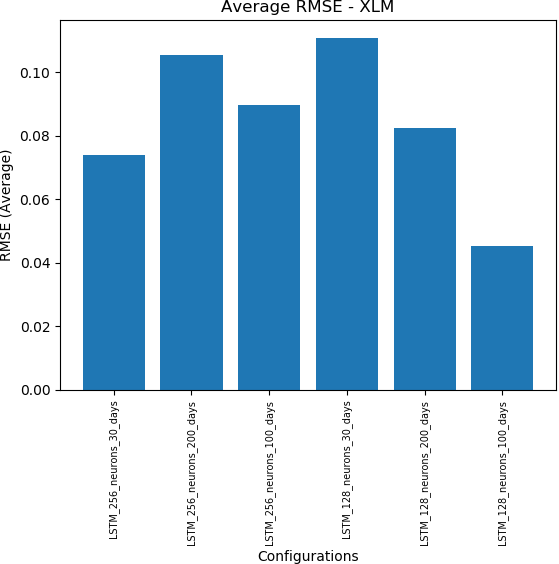 Average RMSE - XLM
RMSE (Average)
0.10
0.08
0.06
0.04
0.02
0.00
LSTM_256_neurons_30_days
LSTM_256_neurons_200_days
LSTM_256_neurons_100_days
LSTM_128_neurons_30_days
LSTM_128_neurons_200_days
LSTM_128_neurons_100_days
Configurations